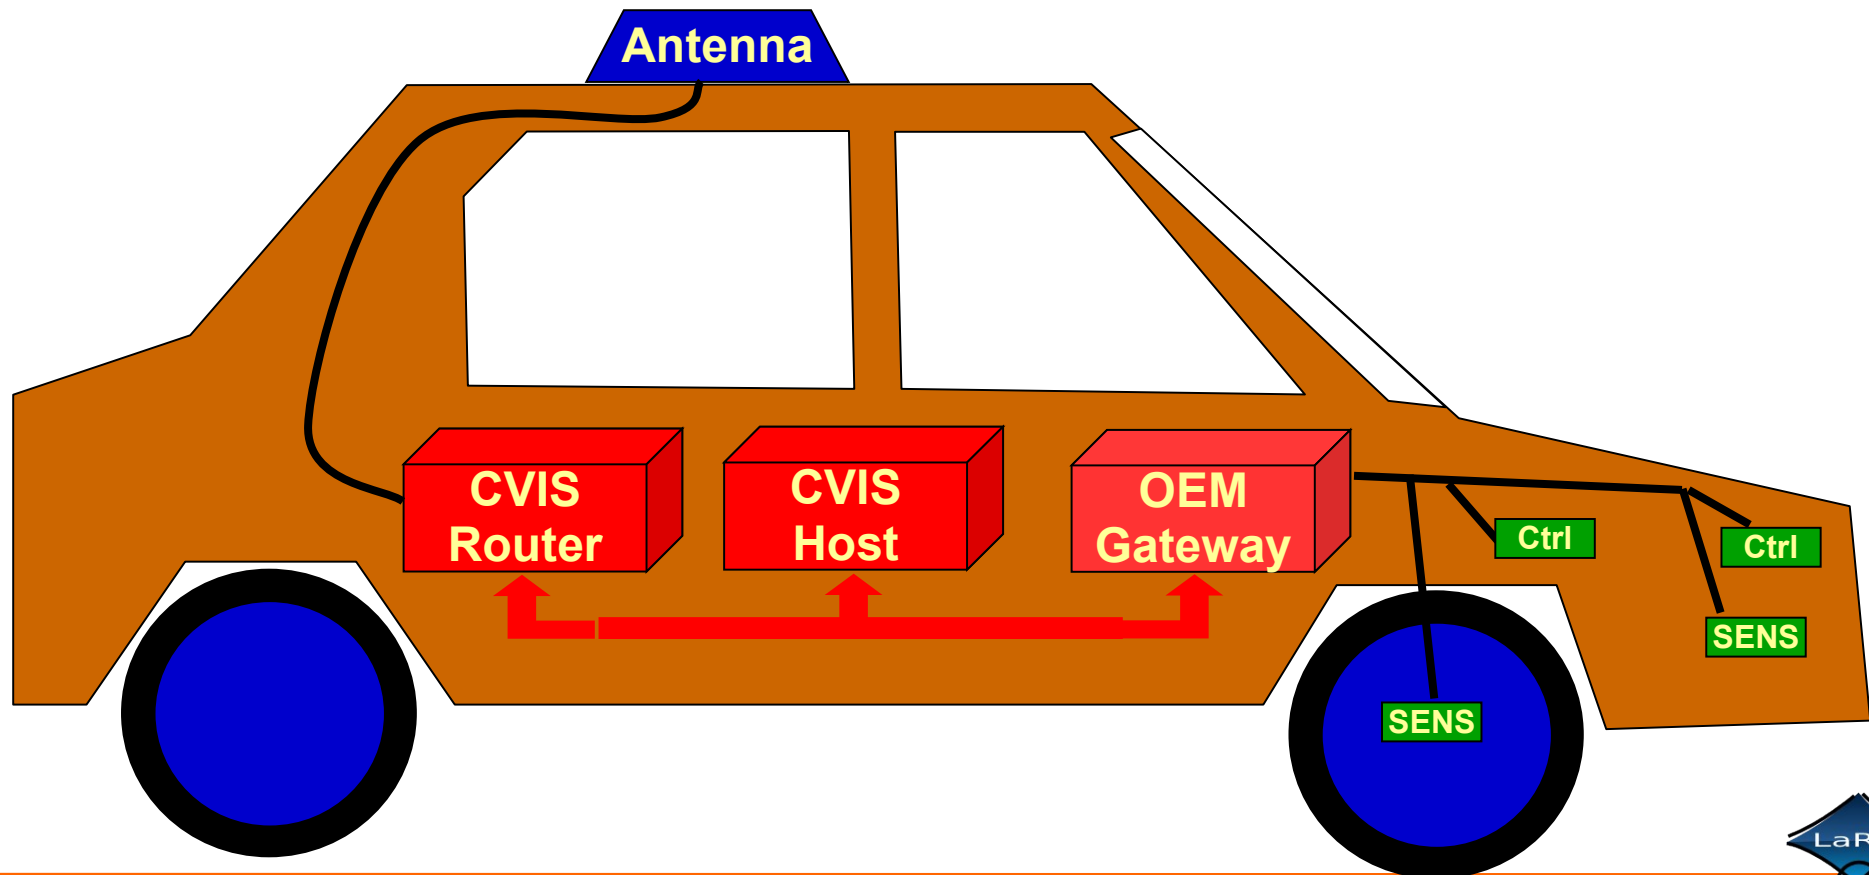 Antenna
CVIS
Router
CVIS
Host
OEM
Gateway
Ctrl
Ctrl
SENS
SENS